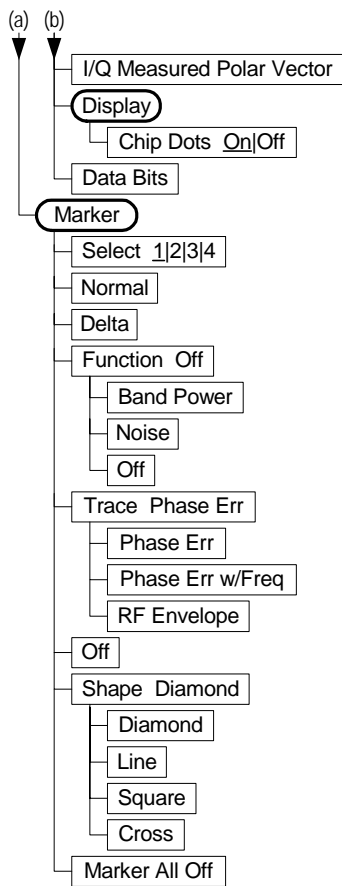 (a) (b)
I/Q Measured Polar Vector
Display
Chip Dots On|Off
Data Bits
Marker
Select 1|2|3|4
Normal
Delta
Function Off
Band Power
Noise
Off
Trace Phase Err
Phase Err
Phase Err w/Freq
RF Envelope
Off
Shape Diamond
Diamond
Line
Square
Cross
Marker All Off